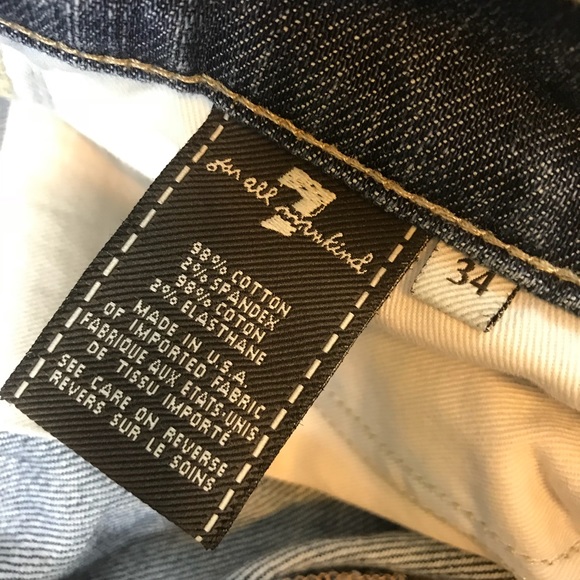 7
for all mankind
98% COTTON
2% SPANDEX
98% COTON
2% ELASTHANE
MADE IN U.S.A.
OF IMPORTED FABRIC
FABRIQUE AUX ETATS-UNIS
DE TISSU IMPORTÉ
SEE CARE ON REVERSE
REVERS SUR LE SOINS
34